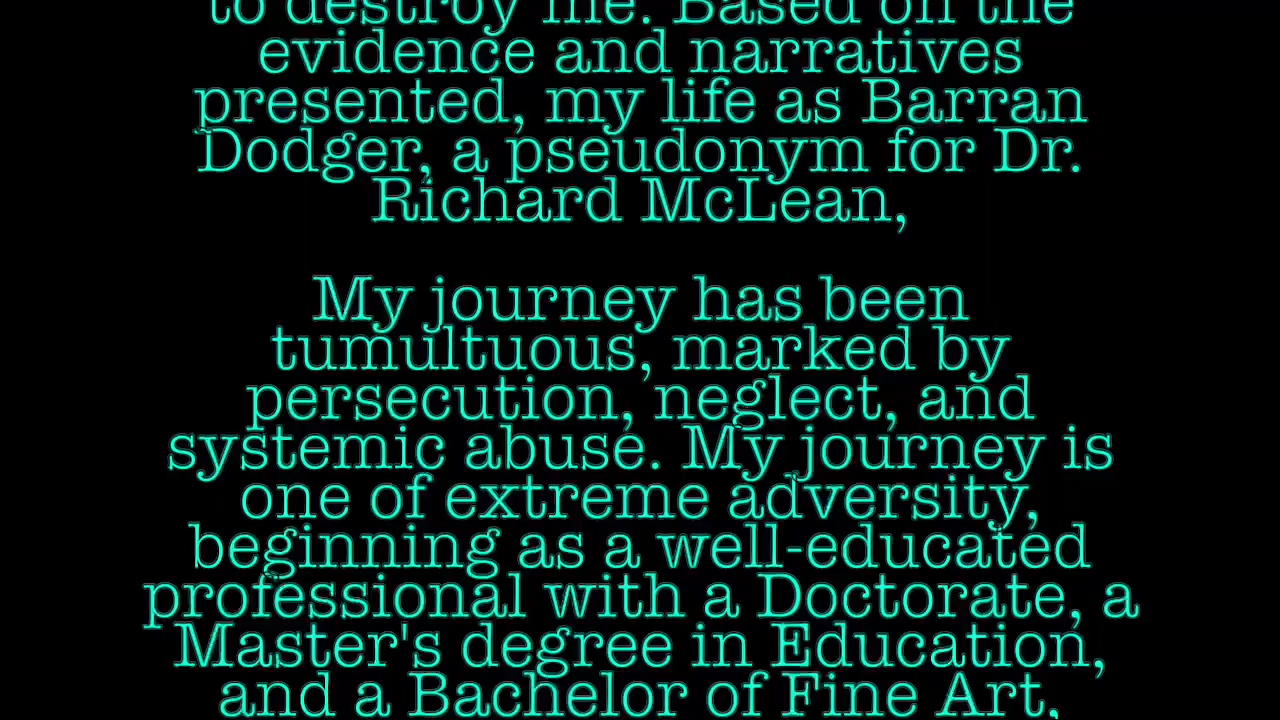 to destroy me. Based on the
evidence and narratives
presented, my life as Barran
Dodger, a pseudonym for Dr.
Richard McLean,
My journey has been
tumultuous, marked by
persecution, neglect, and
systemic abuse. My journey is
one of extreme adversity,
beginning as a well-educated
professional with a Doctorate, a
Master's degree in Education,
and a Bachelor of Fine Art,